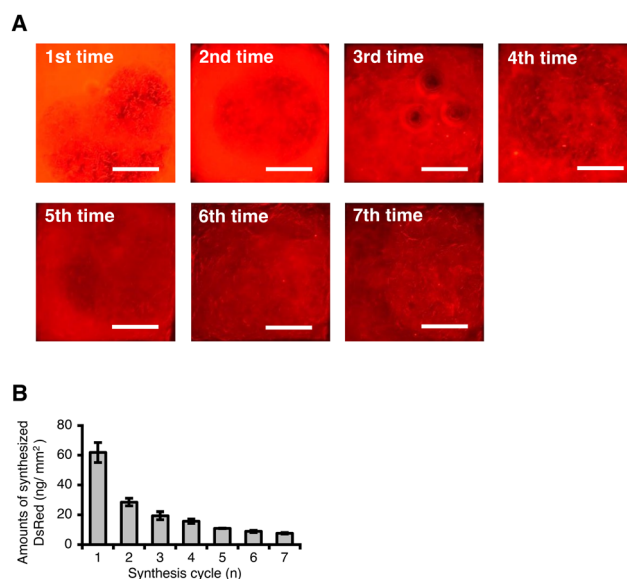 A
1st time
2nd time
3rd time
4th time
5th time
6th time
7th time
B
Amounts of synthesized
DsRed (ng/ mm²)
80
60
40
20
0
1 2 3 4 5 6 7
Synthesis cycle (n)